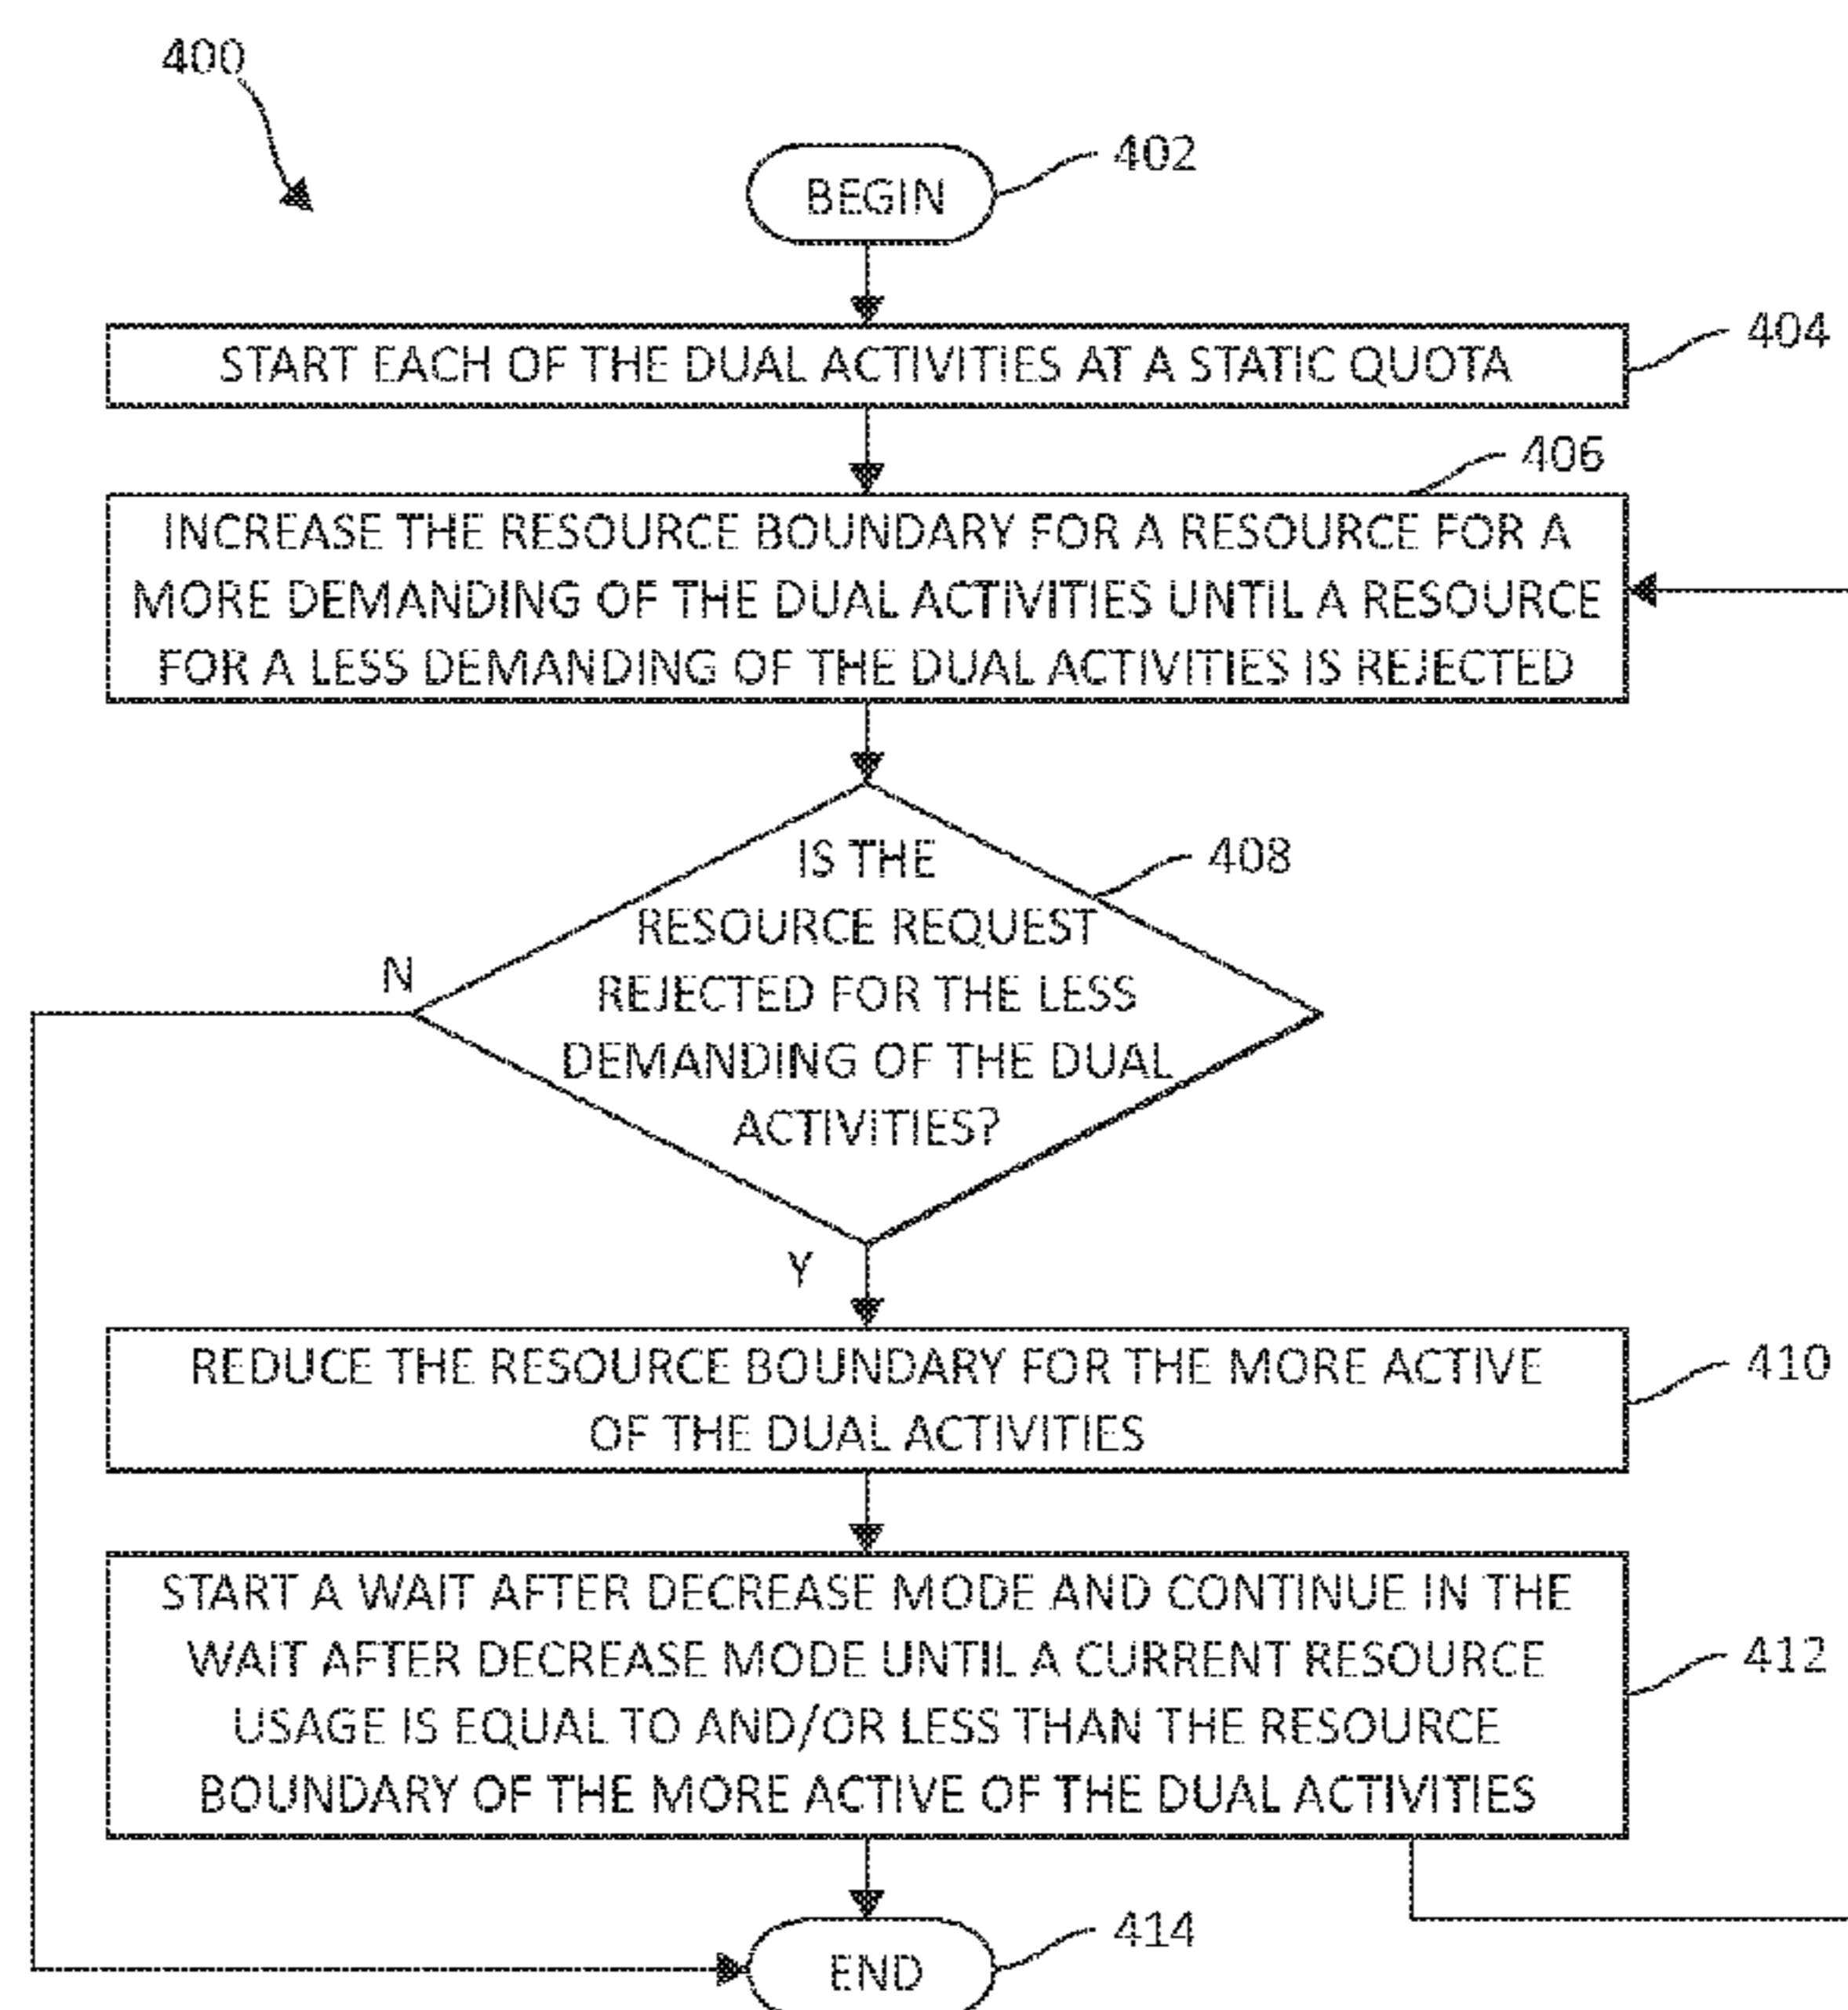 400
BEGIN
402
START EACH OF THE DUAL ACTIVITIES AT A STATIC QUOTA
404
406
INCREASE THE RESOURCE BOUNDARY FOR A RESOURCE FOR A
MORE DEMANDING OF THE DUAL ACTIVITIES UNTIL A RESOURCE
FOR A LESS DEMANDING OF THE DUAL ACTIVITIES IS REJECTED
IS THE
RESOURCE REQUEST
REJECTED FOR THE LESS
DEMANDING OF THE DUAL
ACTIVITIES?
408
N
Y
REDUCE THE RESOURCE BOUNDARY FOR THE MORE ACTIVE
OF THE DUAL ACTIVITIES
410
START A WAIT AFTER DECREASE MODE AND CONTINUE IN THE
WAIT AFTER DECREASE MODE UNTIL A CURRENT RESOURCE
USAGE IS EQUAL TO AND/OR LESS THAN THE RESOURCE
BOUNDARY OF THE MORE ACTIVE OF THE DUAL ACTIVITIES
412
END
414